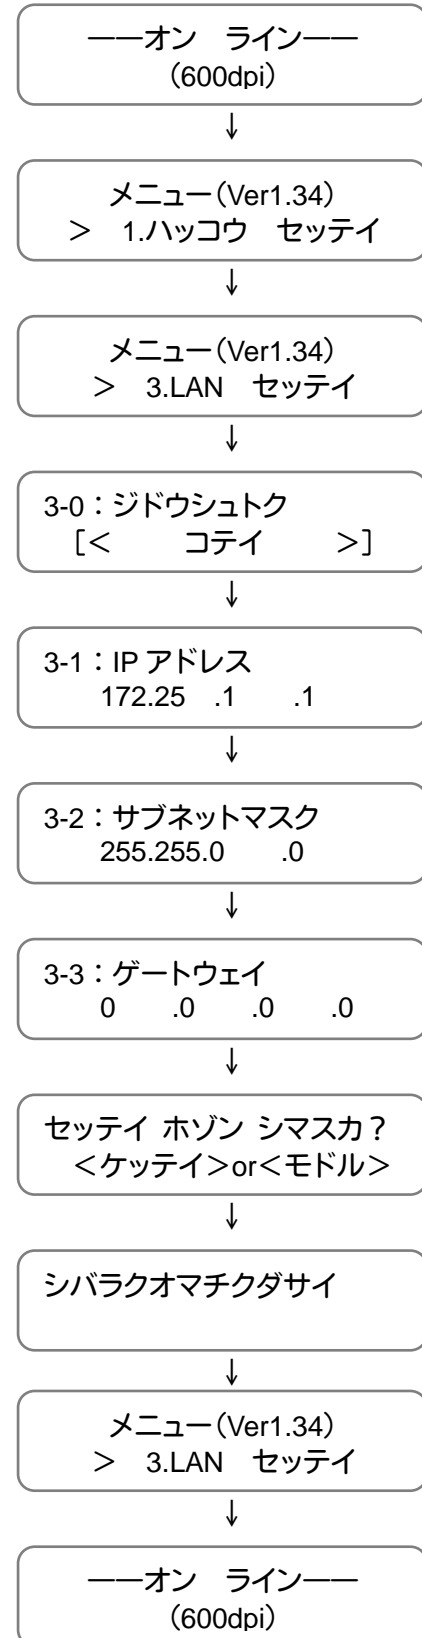 ――オン　ライン――
（600dpi）
↓
メニュー（Ver1.34）
＞　1.ハッコウ　セッテイ
↓
メニュー（Ver1.34）
＞　3.LAN　セッテイ
↓
3-0：ジドウシュトク
［＜　　コテイ　　＞］
↓
3-1：IP アドレス
172.25　.1　　.1
↓
3-2：サブネットマスク
255.255.0　　.0
↓
3-3：ゲートウェイ
0　　.0　　.0　　.0
↓
セッテイ ホゾン シマスカ？
＜ケッテイ＞or＜モドル＞
↓
シバラクオマチクダサイ
↓
メニュー（Ver1.34）
＞　3.LAN　セッテイ
↓
――オン　ライン――
（600dpi）